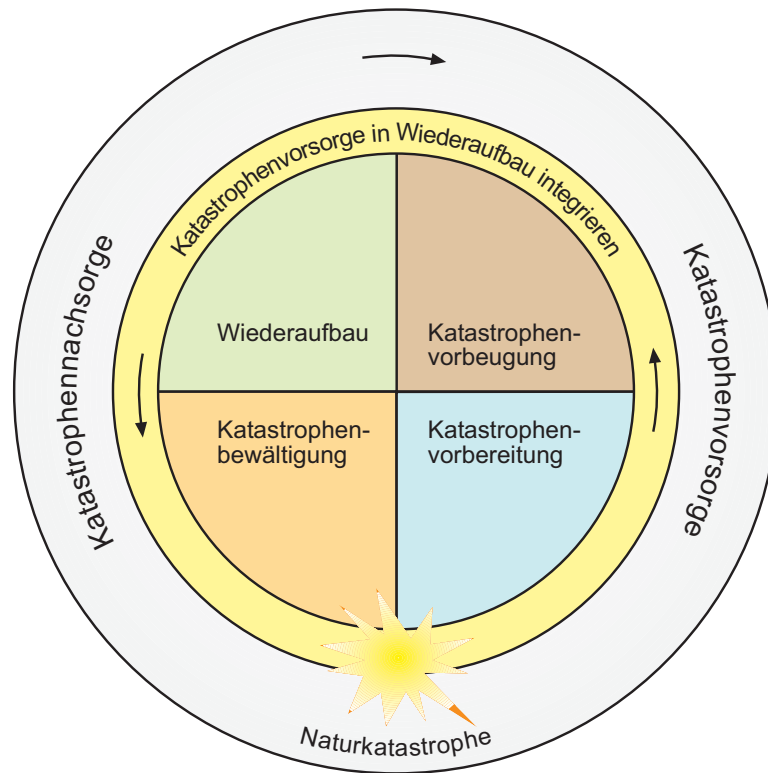 Katastrophenvorsorge in Wiederaufbau integrieren
Katastrophennachsorge
Katastrophenvorsorge
Wiederaufbau
Katastrophen-
vorbeugung
Katastrophen-
bewältigung
Katastrophen-
vorbereitung
Naturkatastrophe